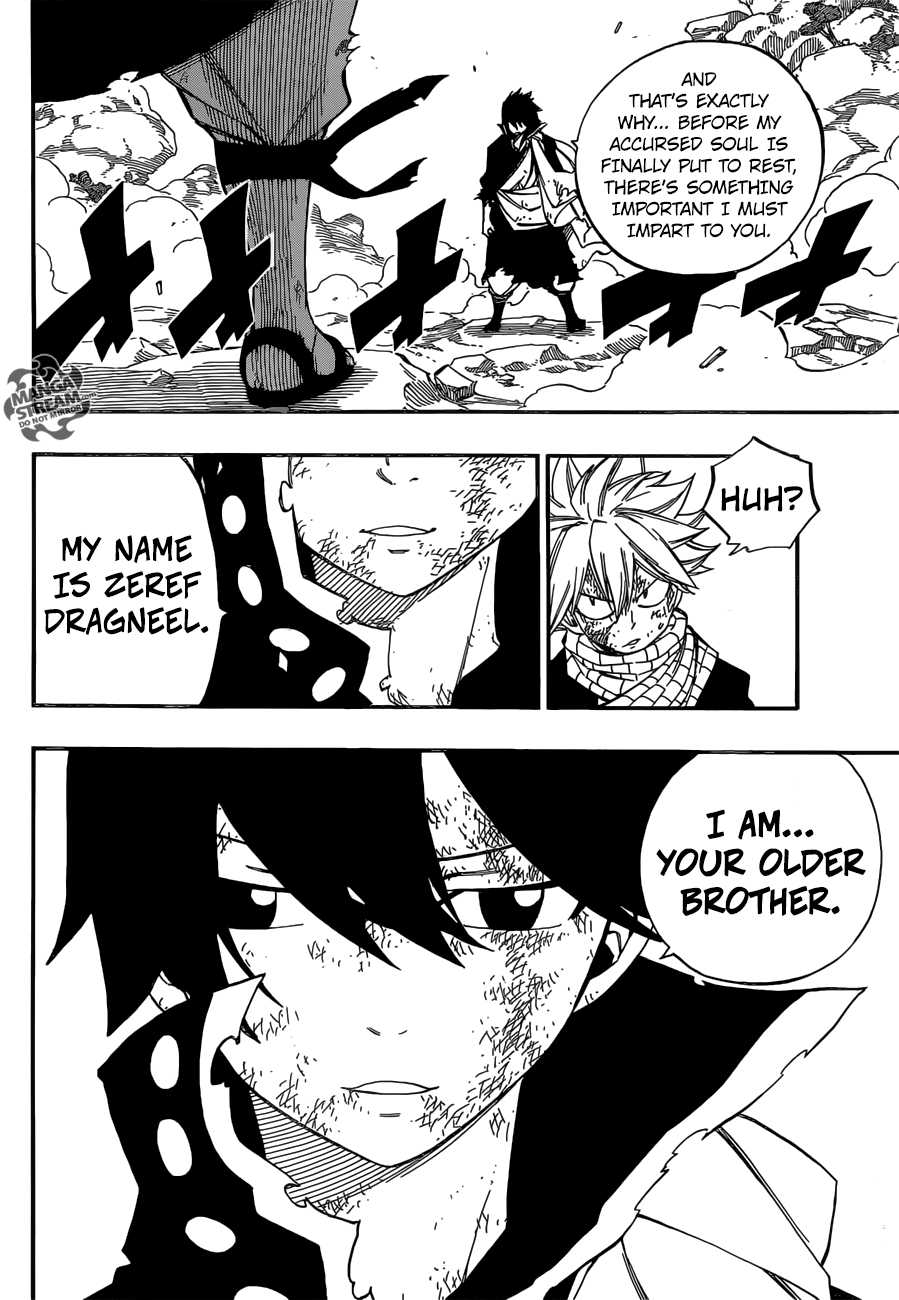 AND
THAT'S EXACTLY
WHY... BEFORE MY
ACCURSED SOUL IS
FINALLY PUT TO REST,
THERE'S SOMETHING
IMPORTANT I MUST
IMPART TO YOU.
MANGA
STREAM.com
DO NOT MIRROR
HUH?
MY NAME
IS ZEREF
DRAGNEEL.
I AM...
YOUR OLDER
BROTHER.